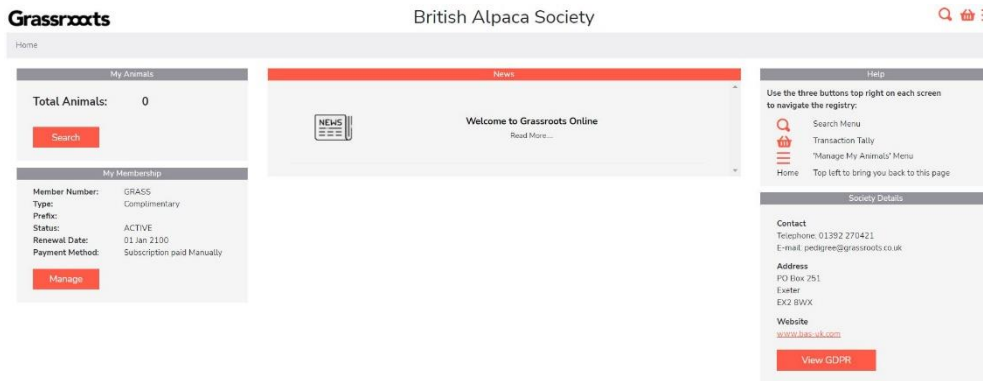 Grassroots
British Alpaca Society
Home
My Animals
Total Animals: 0
Search
My Membership
Member Number: GRASS
Type: Complimentary
Prefix:
Status: ACTIVE
Renewal Date: 01 Jan 2100
Payment Method: Subscription paid Manually
Manage
News
NEWS
Welcome to Grassroots Online
Read More...
Help
Use the three buttons top right on each screen
to navigate the registry:
Search Menu
Transaction Tally
'Manage My Animals' Menu
Home Top left to bring you back to this page
Society Details
Contact
Telephone: 01392 270421
E-mail: pedigree@grassroots.co.uk
Address
PO Box 251
Exeter
EX2 8WX
Website
www.bas-uk.com
View GDPR